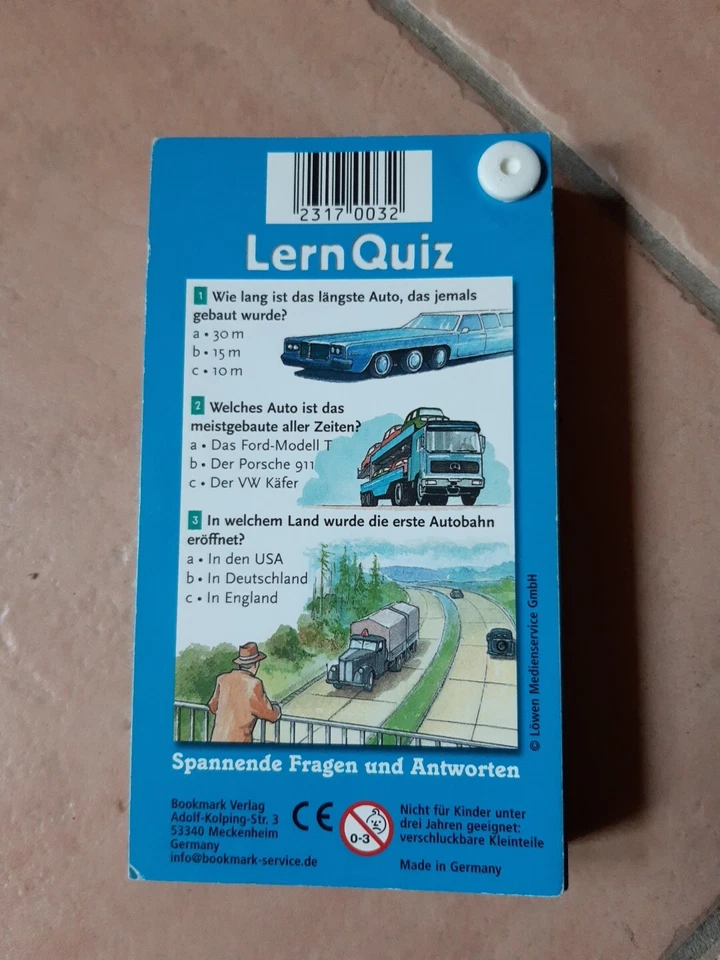 2317 0032
LernQuiz
1 Wie lang ist das längste Auto, das jemals
gebaut wurde?
a • 30 m
b • 15 m
c • 10 m
2 Welches Auto ist das
meistgebaute aller Zeiten?
a • Das Ford-Modell T
b • Der Porsche 911
c • Der VW Käfer
3 In welchem Land wurde die erste Autobahn
eröffnet?
a • In den USA
b • In Deutschland
c • In England
© Löwen Medienservice GmbH
Spannende Fragen und Antworten
Bookmark Verlag
Adolf-Kolping-Str. 3
53340 Meckenheim
Germany
info@bookmark-service.de
CE
0-3
Nicht für Kinder unter
drei Jahren geeignet:
verschluckbare Kleinteile
Made in Germany